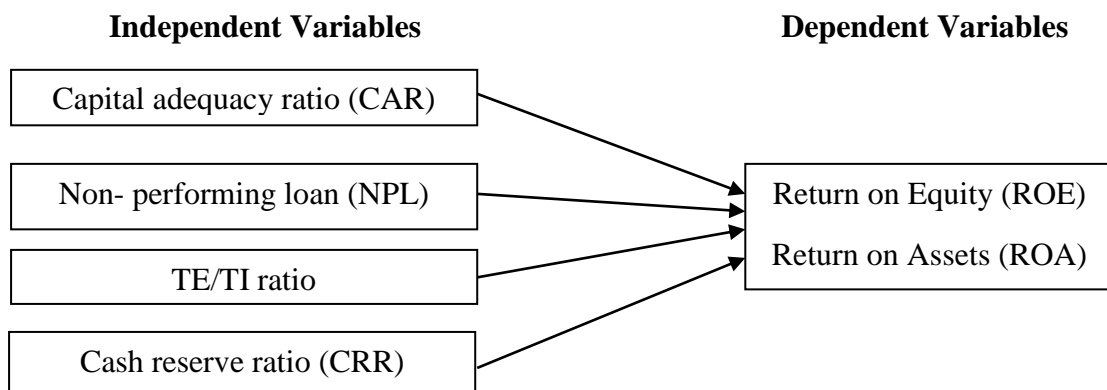 Independent Variables
Dependent Variables
Capital adequacy ratio (CAR)
Non- performing loan (NPL)
TE/TI ratio
Cash reserve ratio (CRR)
Return on Equity (ROE)
Return on Assets (ROA)